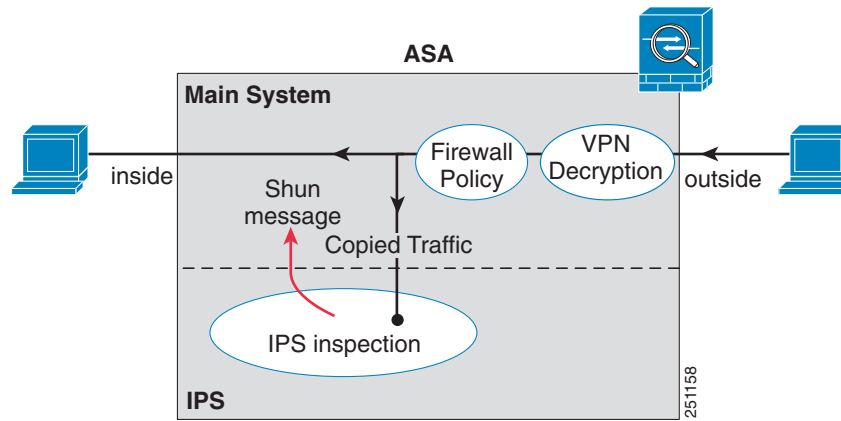 ASA
Main System
Firewall
Policy
VPN
Decryption
inside
outside
Shun
message
Copied Traffic
IPS inspection
IPS
251158